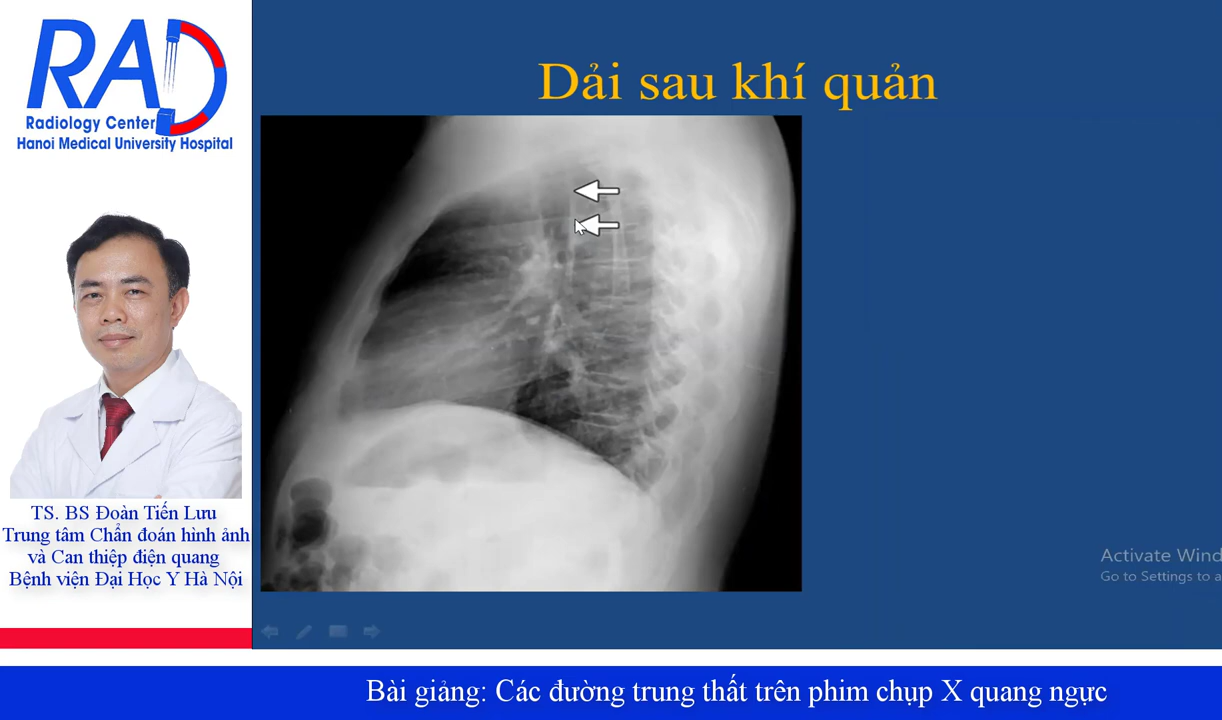 RAD
Radiology Center
Hanoi Medical University Hospital
Dải sau khí quản
TS. BS Đoàn Tiến Lưu
Trung tâm Chẩn đoán hình ảnh
và Can thiệp điện quang
Bệnh viện Đại Học Y Hà Nội
Activate Wind
Go to Settings to a
Bài giảng: Các đường trung thất trên phim chụp X quang ngực